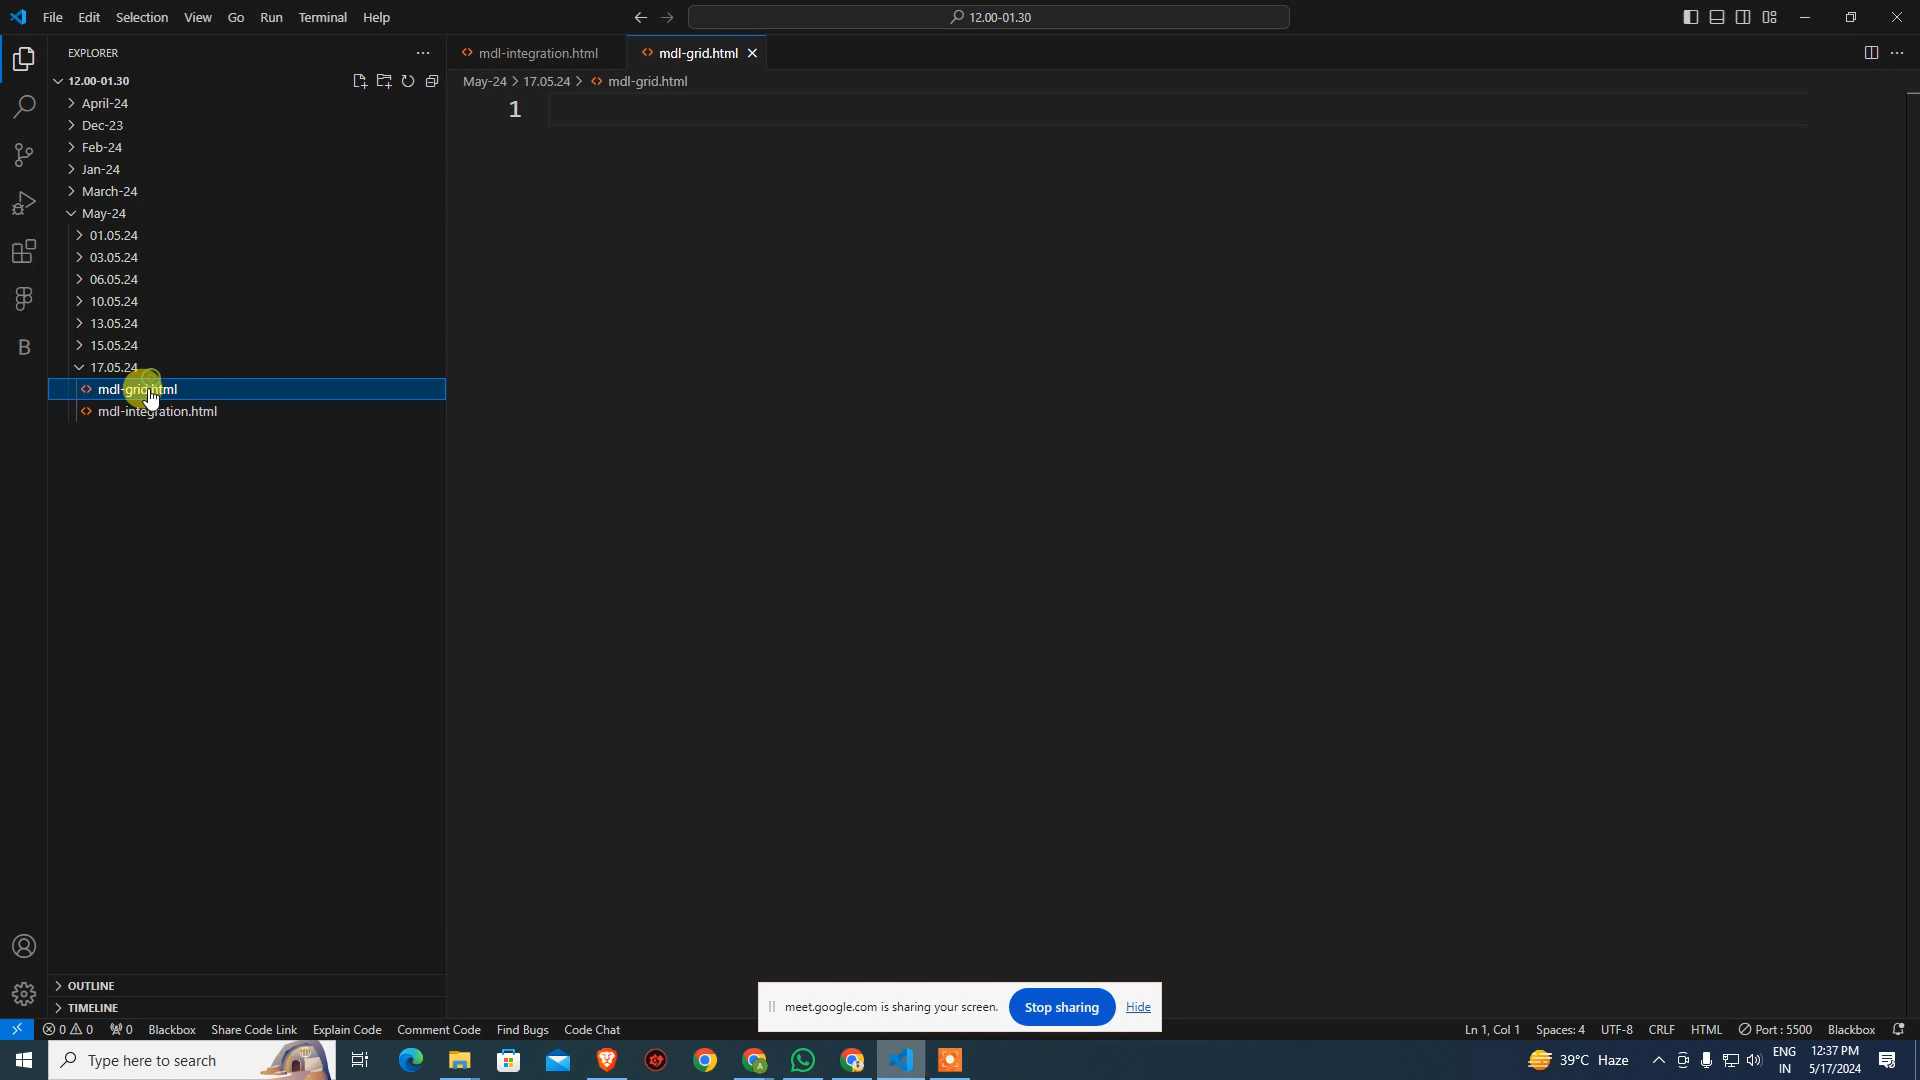 File Edit Selection View Go Run Terminal Help
12.00-01.30
EXPLORER
mdl-integration.html
mdl-grid.html
12.00-01.30
May-24 > 17.05.24 > mdl-grid.html
April-24
1
Dec-23
Feb-24
Jan-24
March-24
May-24
01.05.24
03.05.24
06.05.24
10.05.24
13.05.24
15.05.24
17.05.24
mdl-grid.html
mdl-integration.html
B
OUTLINE
TIMELINE
meet.google.com is sharing your screen. Stop sharing Hide
0 0 0 Blackbox Share Code Link Explain Code Comment Code Find Bugs Code Chat
Ln 1, Col 1 Spaces: 4 UTF-8 CRLF HTML Port : 5500 Blackbox
Type here to search
A
39°C Haze
ENG
IN
12:37 PM
5/17/2024